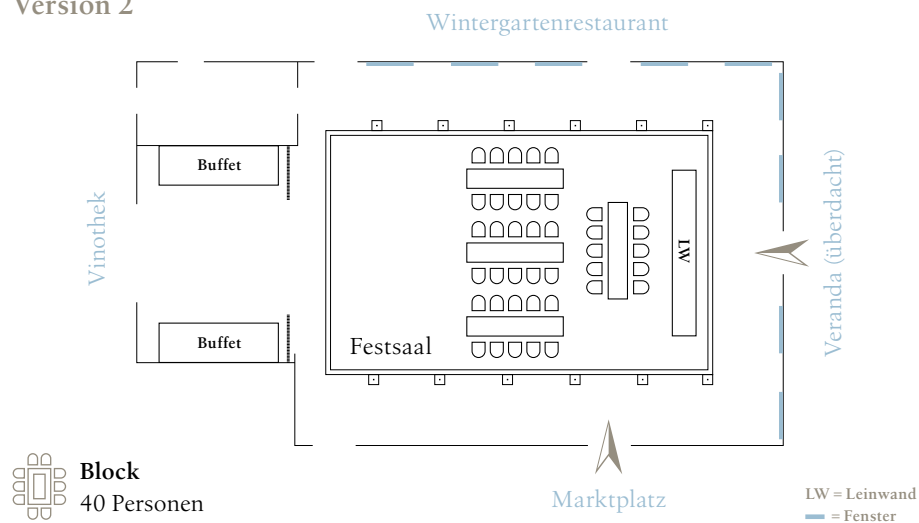 Version 2
Wintergartenrestaurant
Buffet
Vinothek
LW
Veranda (überdacht)
Buffet
Festsaal
Block
40 Personen
Marktplatz
LW = Leinwand
= Fenster